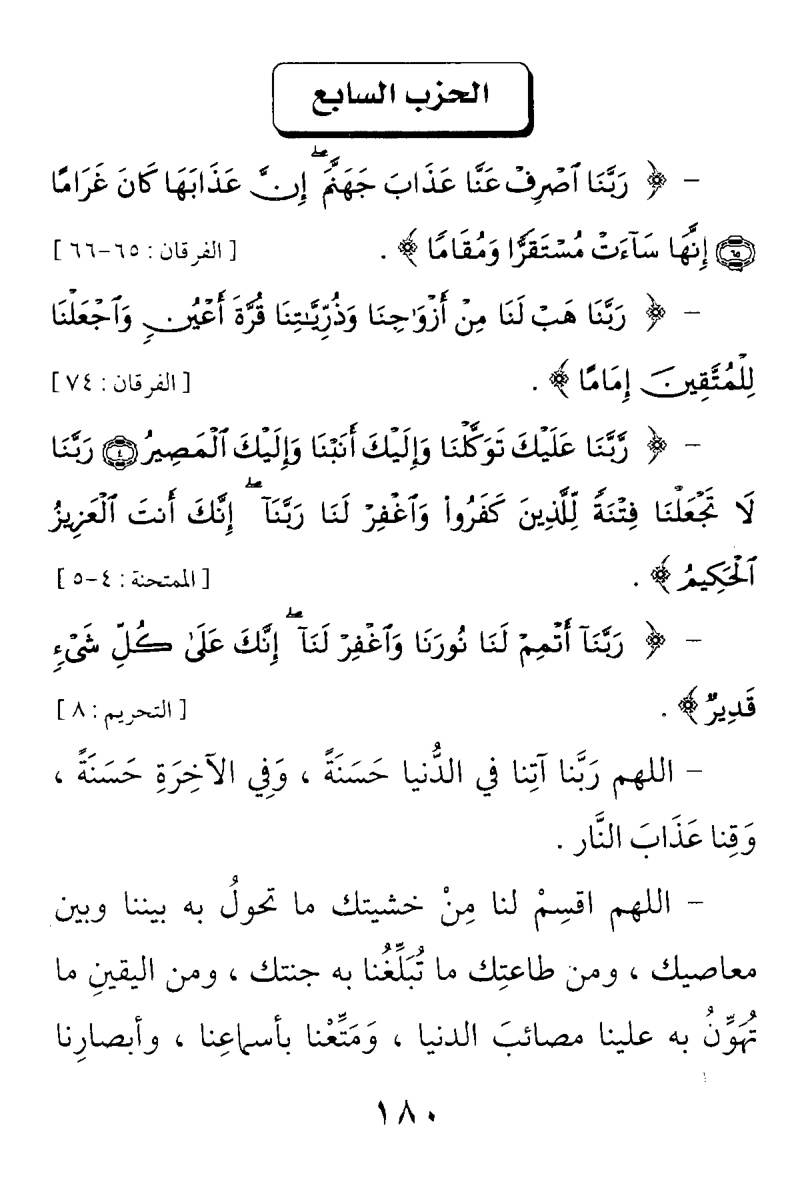 الحزب السابع
- ﴿ رَبَّنَا ٱصْرِفْ عَنَّا عَذَابَ جَهَنَّمَ ۖ إِنَّ عَذَابَهَا كَانَ غَرَامًا
﴿٦٥﴾ إِنَّهَا سَآءَتْ مُسْتَقَرًّا وَمُقَامًا ﴾ . [ الفرقان : ٦٥-٦٦ ]
- ﴿ رَبَّنَا هَبْ لَنَا مِنْ أَزْوَٰجِنَا وَذُرِّيَّـٰتِنَا قُرَّةَ أَعْيُنٍ وَٱجْعَلْنَا
لِلْمُتَّقِينَ إِمَامًا ﴾ . [ الفرقان : ٧٤ ]
- ﴿ رَّبَّنَا عَلَيْكَ تَوَكَّلْنَا وَإِلَيْكَ أَنَبْنَا وَإِلَيْكَ ٱلْمَصِيرُ ﴿٤﴾ رَبَّنَا
لَا تَجْعَلْنَا فِتْنَةً لِّلَّذِينَ كَفَرُوا۟ وَٱغْفِرْ لَنَا رَبَّنَآ ۖ إِنَّكَ أَنتَ ٱلْعَزِيزُ
ٱلْحَكِيمُ ﴾ . [ الممتحنة : ٤-٥ ]
- ﴿ رَبَّنَآ أَتْمِمْ لَنَا نُورَنَا وَٱغْفِرْ لَنَآ ۖ إِنَّكَ عَلَىٰ كُلِّ شَىْءٍ
قَدِيرٌ ﴾ . [ التحريم : ٨ ]
- اللهم رَبَّنا آتِنا في الدُّنيا حَسَنَةً ، وَفِي الآخِرَةِ حَسَنَةً ،
وَقِنا عَذَابَ النَّار .
- اللهم اقسِمْ لنا مِنْ خشيتك ما تحولُ به بيننا وبين
معاصيك ، ومن طاعتِك ما تُبَلِّغُنا به جنتك ، ومن اليقينِ ما
تُهَوِّنُ به علينا مصائبَ الدنيا ، وَمَتِّعْنا بأسماعِنا ، وأبصارِنا
١٨٠